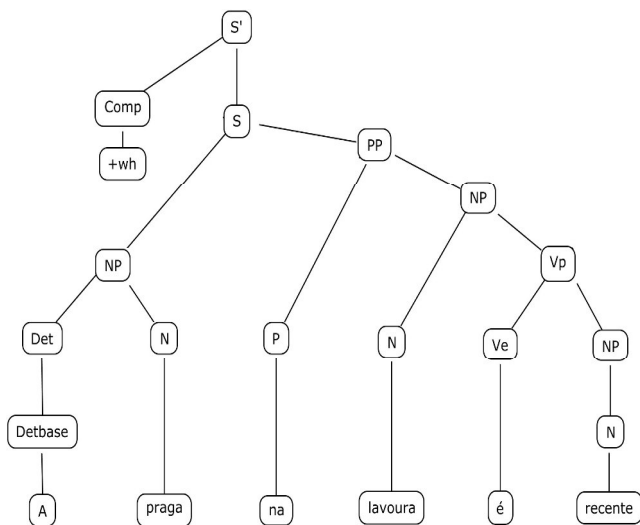 S'
Comp
S
+wh
PP
NP
NP
Vp
Det N P N Ve NP
Detbase N
A praga na lavoura é recente